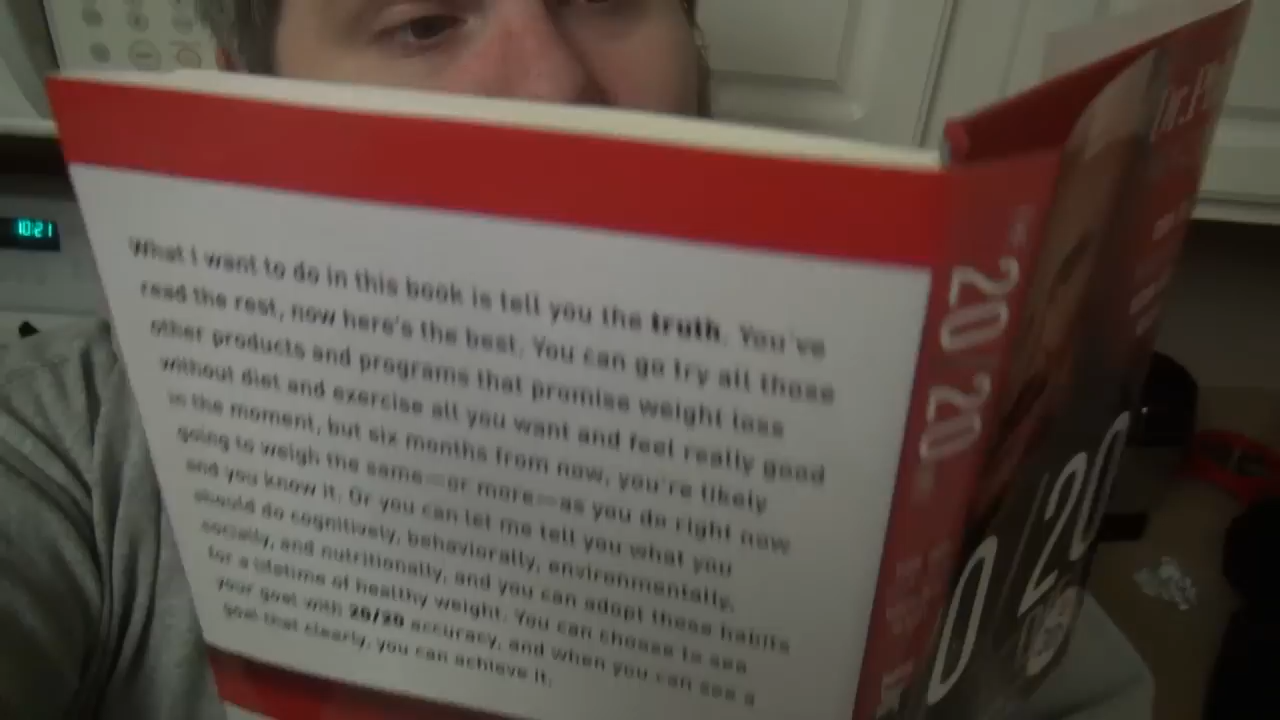 10:21
What I want to do in this book is tell you the truth. You've
read the rest, now here's the best. You can go try all those
other products and programs that promise weight loss
without diet and exercise all you want and feel really good
in the moment, but six months from now, you're likely
going to weigh the same—or more—as you do right now
and you know it. Or you can let me tell you what you
should do cognitively, behaviorally, environmentally,
socially, and nutritionally, and you can adopt these habits
for a lifetime of healthy weight. You can choose to see
your goal with 20/20 accuracy, and when you can see a
goal that clearly, you can achieve it.
20/20
0/20